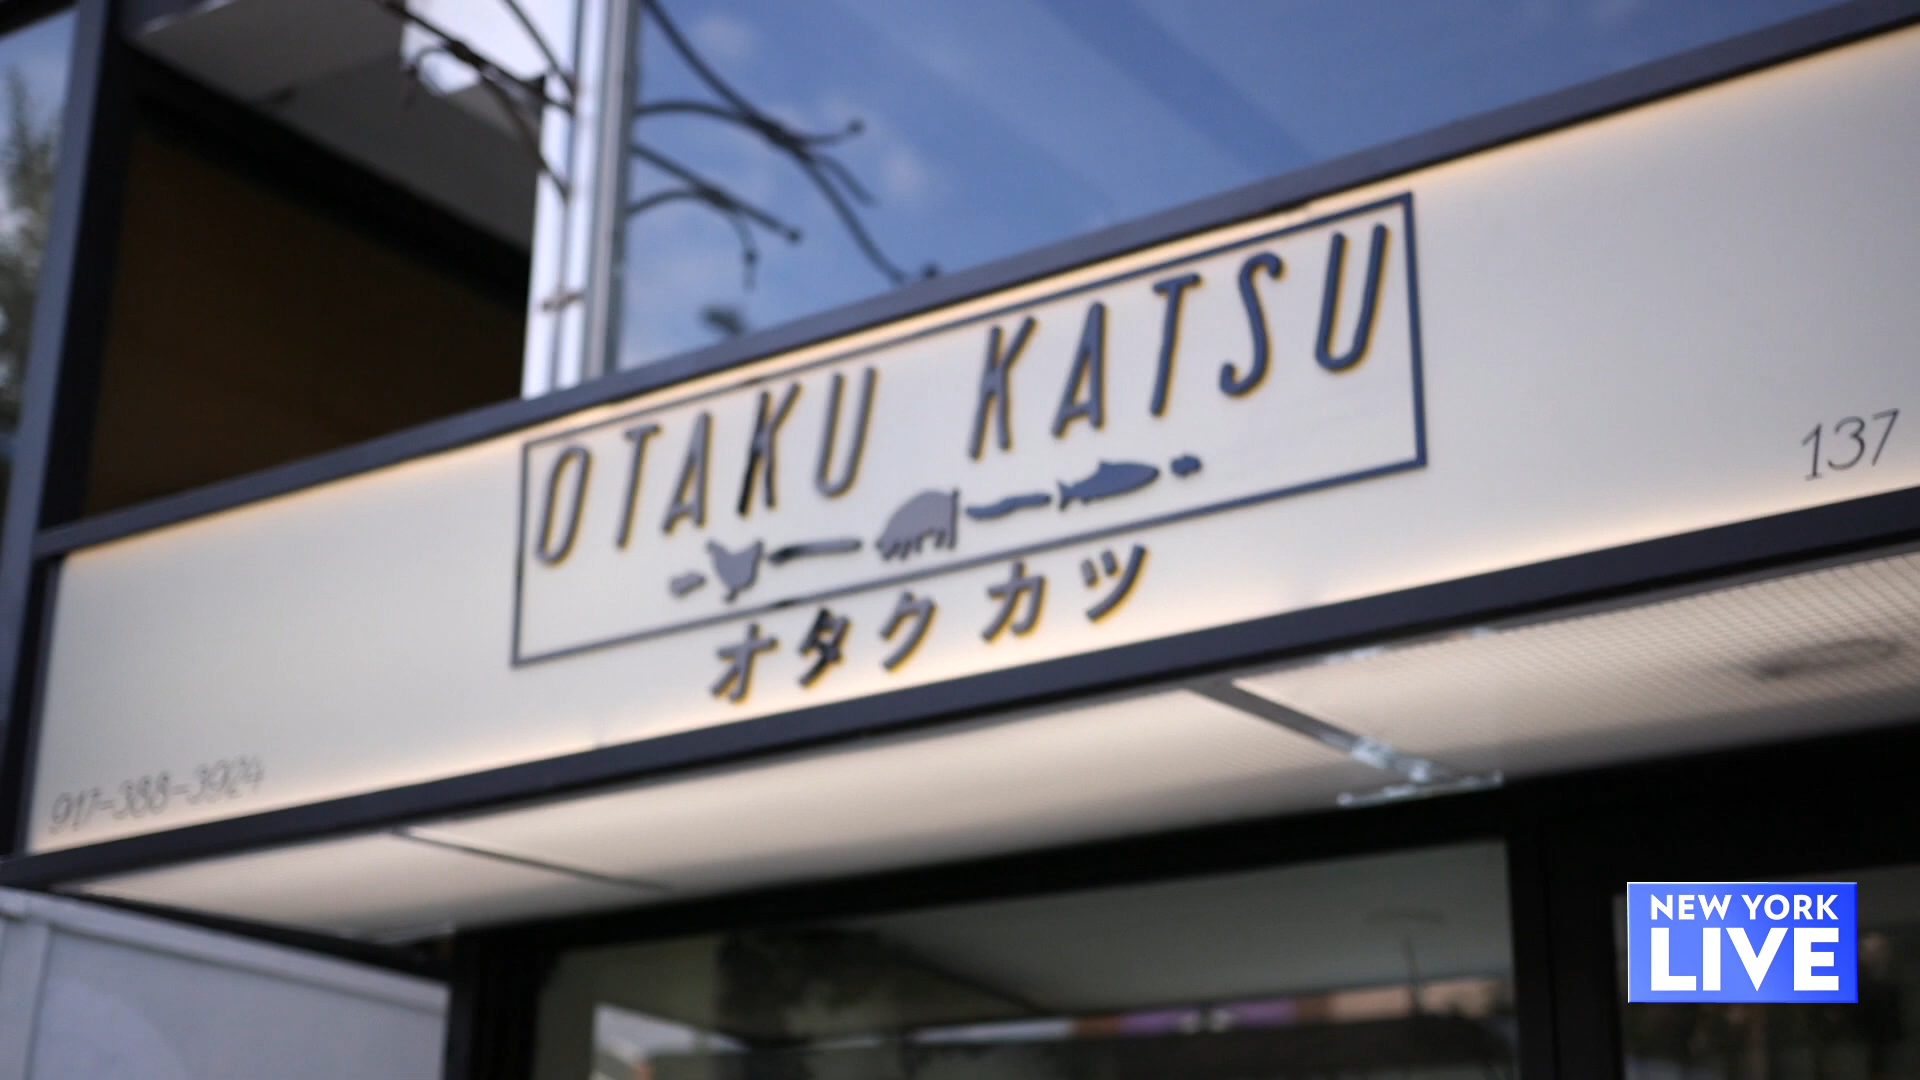 OTAKU KATSU
オタク カツ
137
917-388-3924
NEW YORK
LIVE